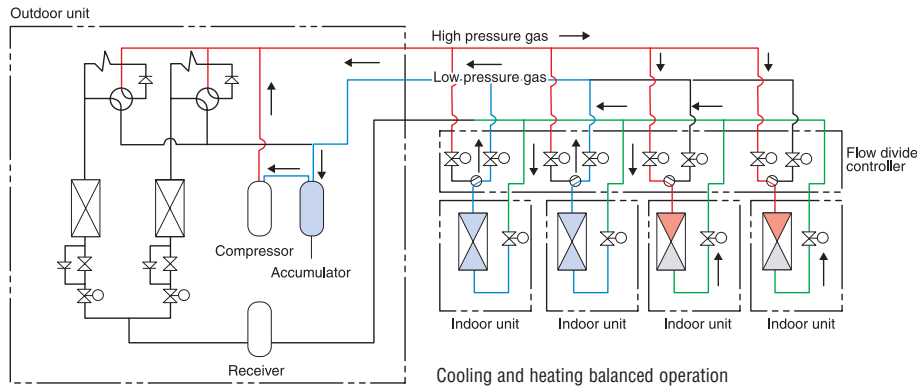 Outdoor unit
High pressure gas
Low pressure gas
Flow divide
controller
Compressor
Accumulator
Receiver
Indoor unit
Indoor unit
Indoor unit
Indoor unit
Cooling and heating balanced operation